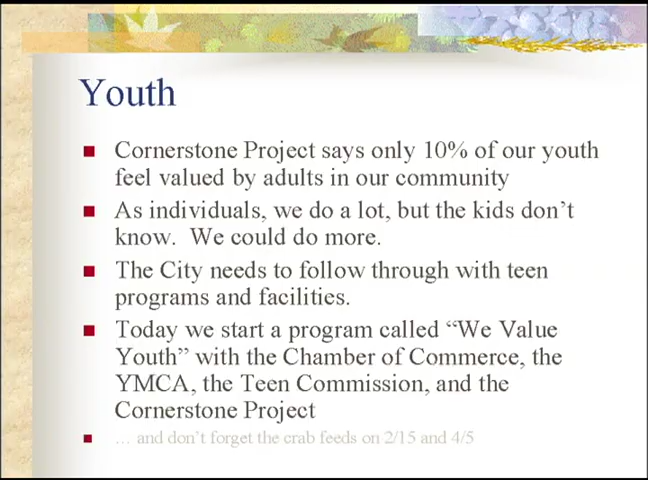 Youth
Cornerstone Project says only 10% of our youth
feel valued by adults in our community
As individuals, we do a lot, but the kids don't
know.  We could do more.
The City needs to follow through with teen
programs and facilities.
Today we start a program called “We Value
Youth” with the Chamber of Commerce, the
YMCA, the Teen Commission, and the
Cornerstone Project
… and don't forget the crab feeds on 2/15 and 4/5